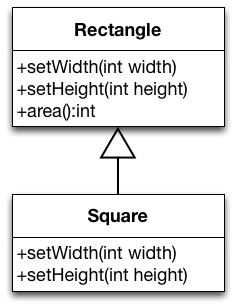 Rectangle
+setWidth(int width)
+setHeight(int height)
+area():int
Square
+setWidth(int width)
+setHeight(int height)